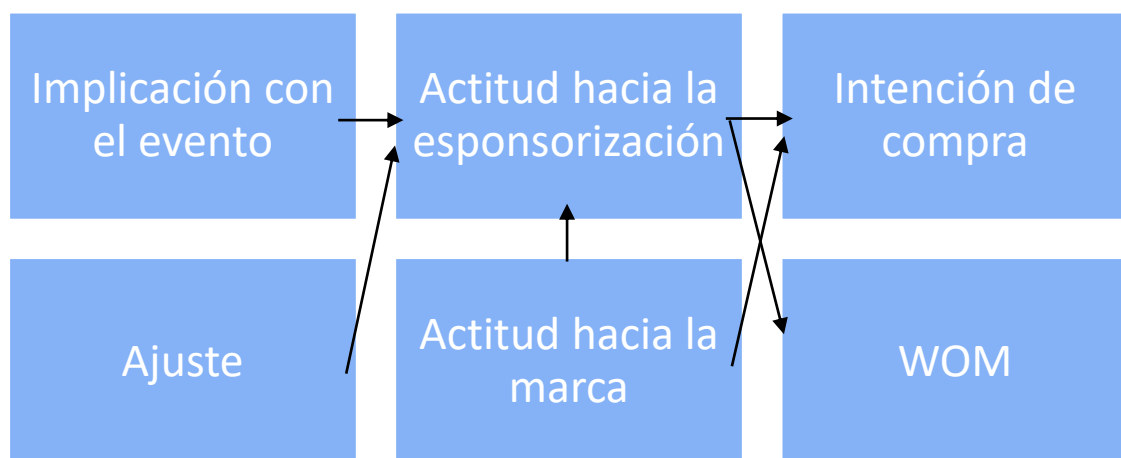 Implicación con
el evento
Actitud hacia la
esponsorización
Intención de
compra
Ajuste
Actitud hacia la
marca
WOM